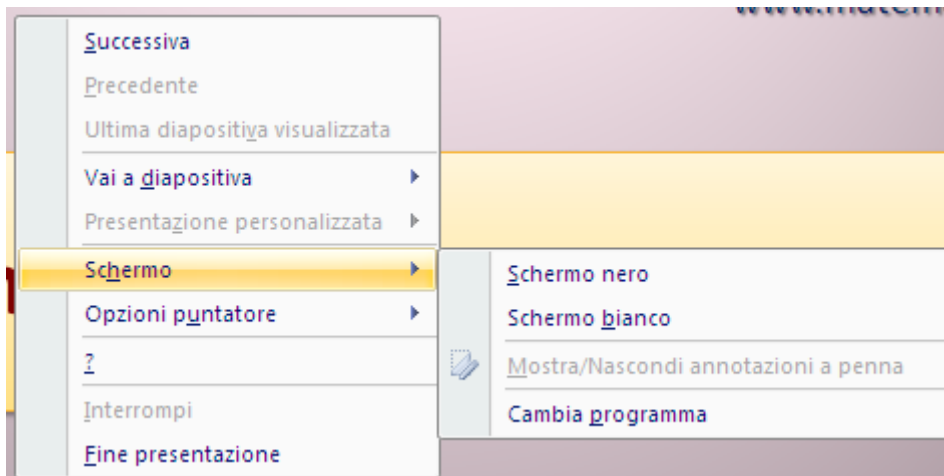 Successiva
Precedente
Ultima diapositiva visualizzata
Vai a diapositiva
Presentazione personalizzata
Schermo
Opzioni puntatore
?
Interrompi
Fine presentazione
Schermo nero
Schermo bianco
Mostra/Nascondi annotazioni a penna
Cambia programma